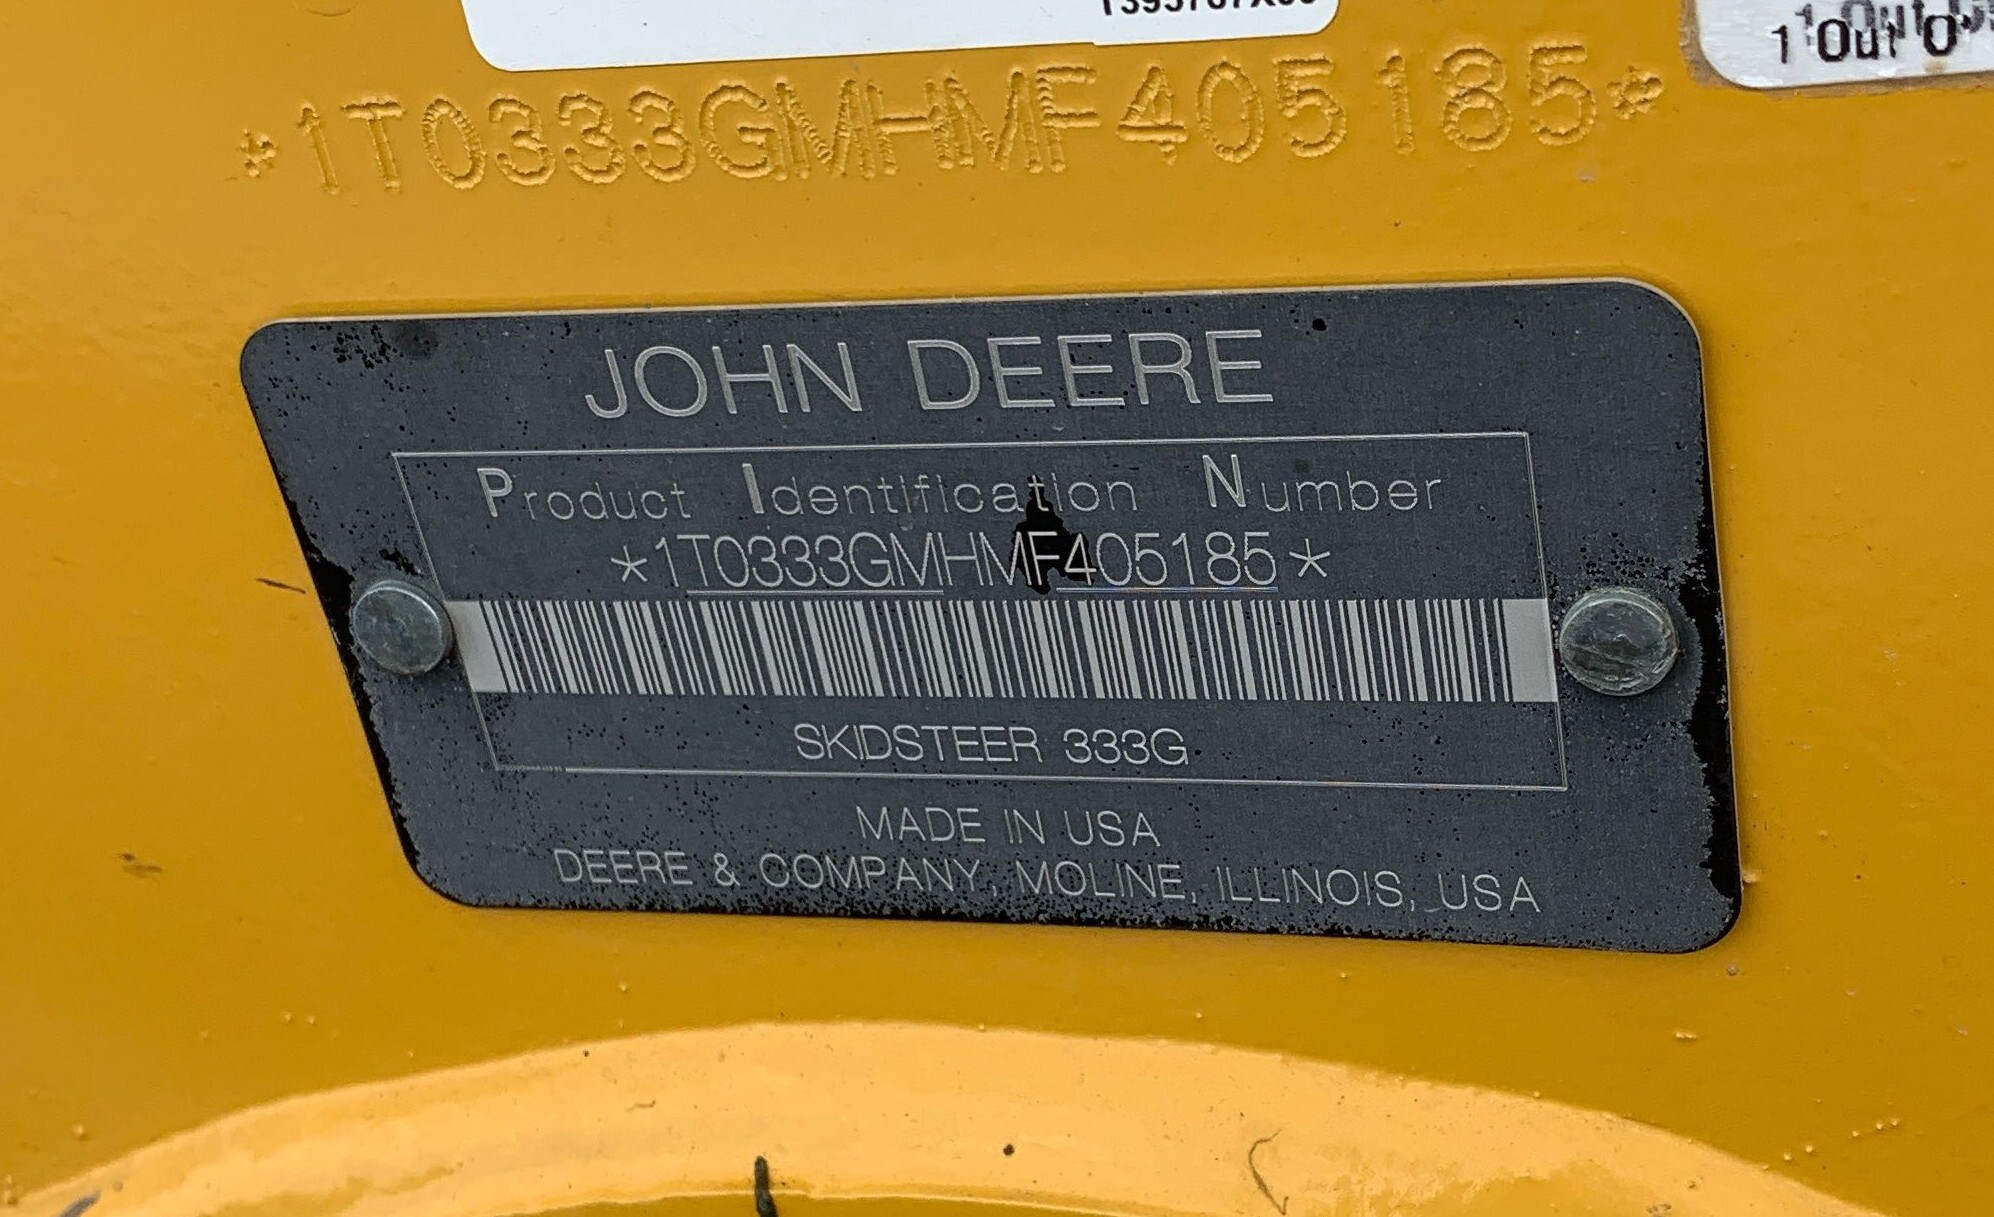 *1T0333GMHMF405185*
JOHN DEERE
Product Identification Number
*1T0333GMHMF405185*
SKIDSTEER 333G
MADE IN USA
DEERE & COMPANY, MOLINE, ILLINOIS, USA